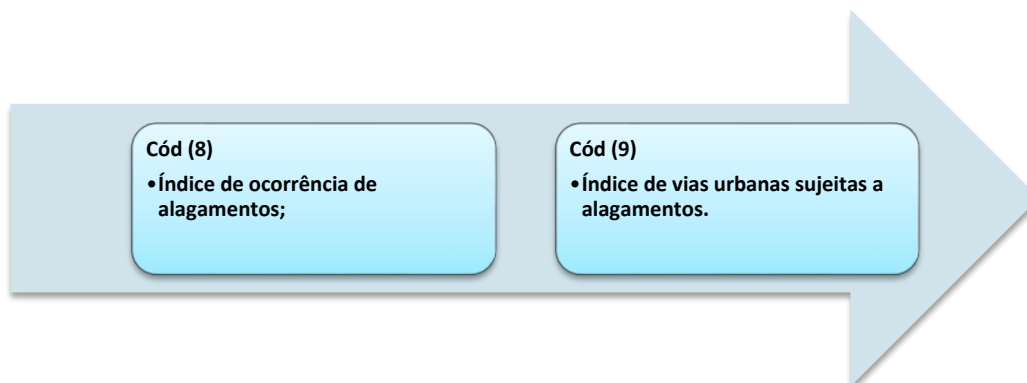 Cód (8)
•Índice de ocorrência de
alagamentos;
Cód (9)
•Índice de vias urbanas sujeitas a
alagamentos.